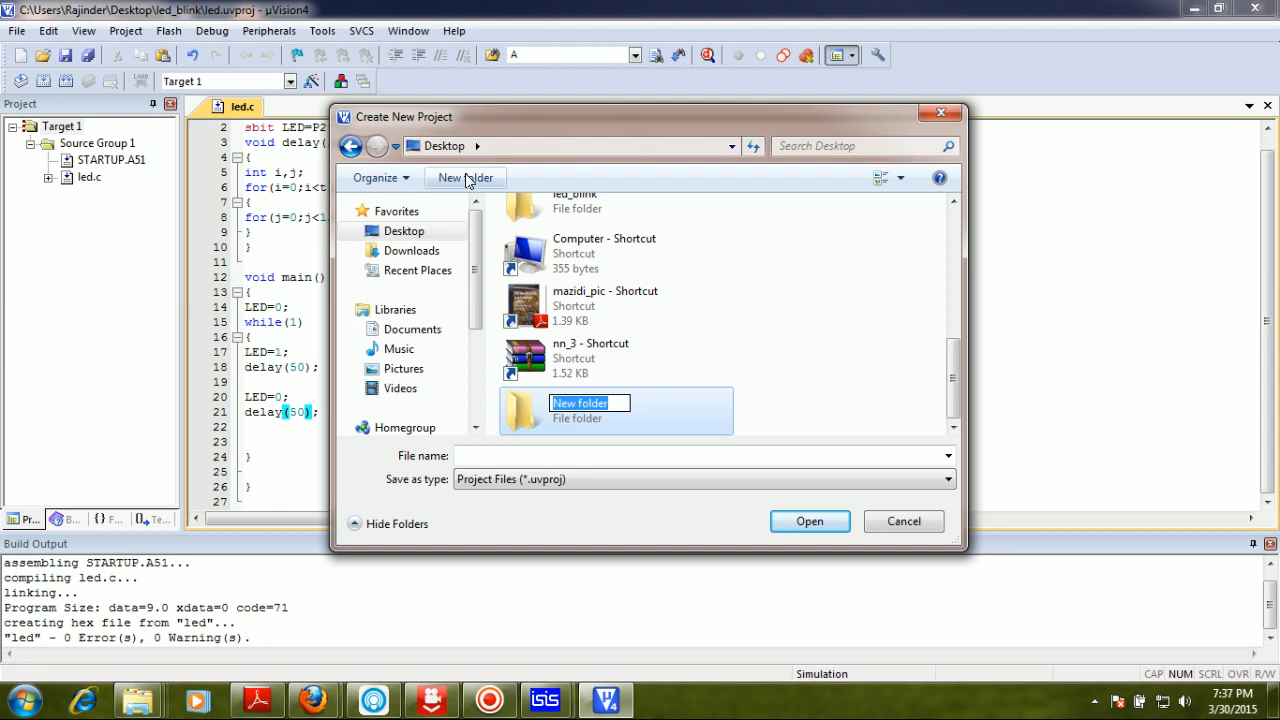 C:\Users\Rajinder\Desktop\led_blink\led.uvproj - µVision4
File Edit View Project Flash Debug Peripherals Tools SVCS Window Help
A
LOAD Target 1
Project
led.c
Target 1
Source Group 1
STARTUP.A51
led.c
2 sbit LED=P2
3 void delay(
4 {
5 int i,j;
6 for(i=0;i<t
7 {
8 for(j=0;j<1
9 }
10 }
11
12 void main()
13 {
14 LED=0;
15 while(1)
16 {
17 LED=1;
18 delay(50);
19
20 LED=0;
21 delay(50);
22
23
24 }
25
26 }
27
Create New Project
Desktop
Search Desktop
Organize New folder
Favorites
Desktop
Downloads
Recent Places
Libraries
Documents
Music
Pictures
Videos
Homegroup
led_blink
File folder
Computer - Shortcut
Shortcut
355 bytes
mazidi_pic - Shortcut
Shortcut
1.39 KB
nn_3 - Shortcut
Shortcut
1.52 KB
New folder
File folder
File name:
Save as type: Project Files (*.uvproj)
Hide Folders Open Cancel
Pr... B... {} F... Te...
Build Output
assembling STARTUP.A51...
compiling led.c...
linking...
Program Size: data=9.0 xdata=0 code=71
creating hex file from "led"...
"led" - 0 Error(s), 0 Warning(s).
Simulation CAP NUM SCRL OVR R/W
isis
7:37 PM
3/30/2015